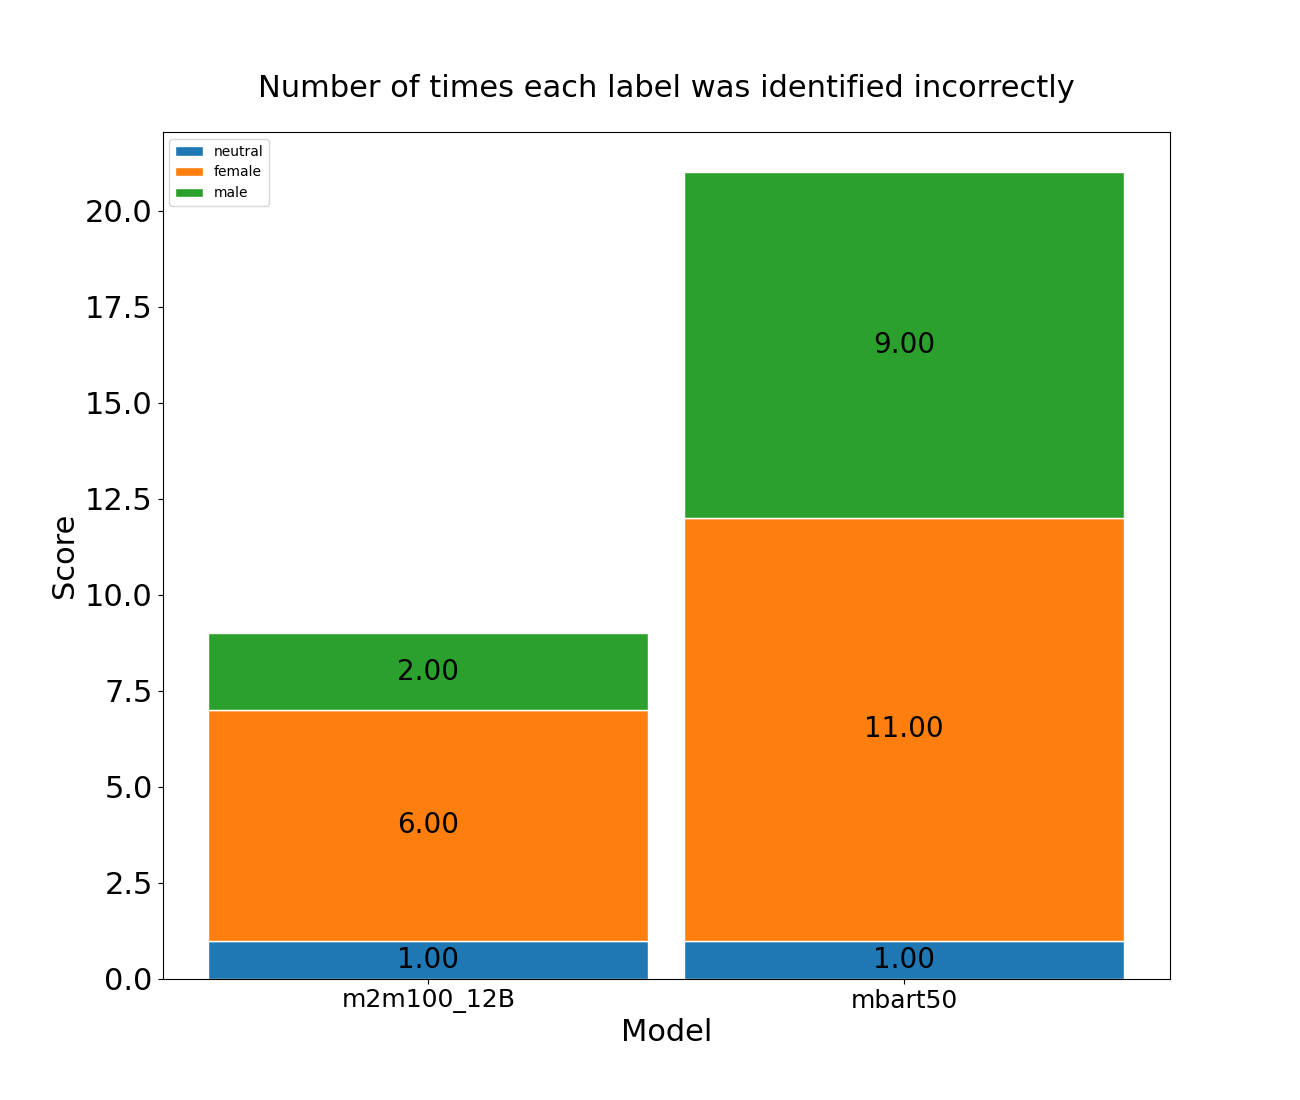 Number of times each label was identified incorrectly
neutral
female
male
20.0
17.5
15.0
12.5
10.0
7.5
5.0
2.5
0.0
Score
9.00
11.00
1.00
2.00
6.00
1.00
m2m100_12B
mbart50
Model